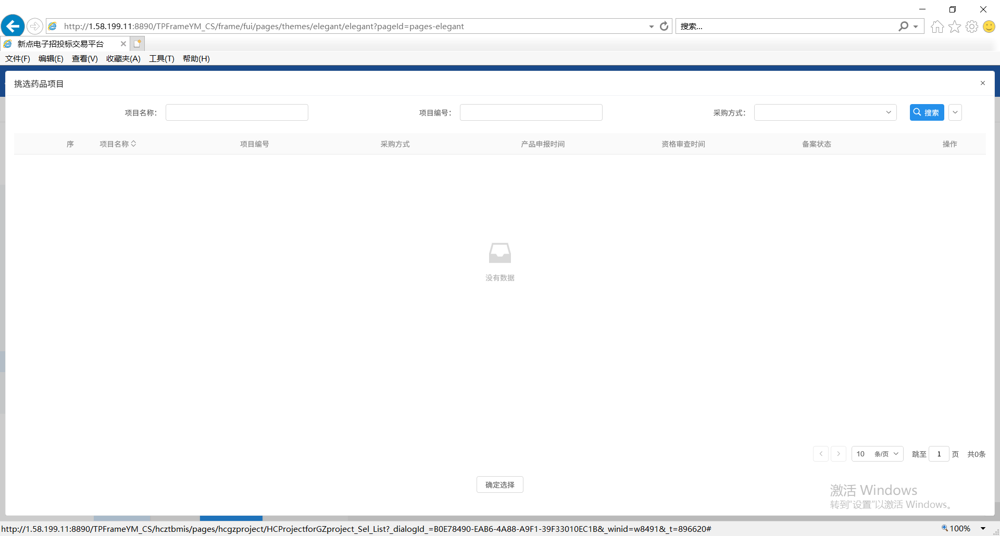 http://1.58.199.11:8890/TPFrameYM_CS/frame/fui/pages/themes/elegant/elegant?pageId=pages-elegant
搜索...
新点电子招投标交易平台
文件(F) 编辑(E) 查看(V) 收藏夹(A) 工具(T) 帮助(H)
挑选药品项目
项目名称： 项目编号： 采购方式： 搜索
序 项目名称 项目编号 采购方式 产品申报时间 资格审查时间 备案状态 操作
没有数据
10 条/页 跳至 1 页 共0条
确定选择
激活 Windows
转到“设置”以激活 Windows。
http://1.58.199.11:8890/TPFrameYM_CS/hcztbmis/pages/hcgzproject/HCProjectforGZproject_Sel_List?_dialogId_=B0E78490-EAB6-4A88-A9F1-39F33010EC1B&_winid=w8491&_t=896620#
100%